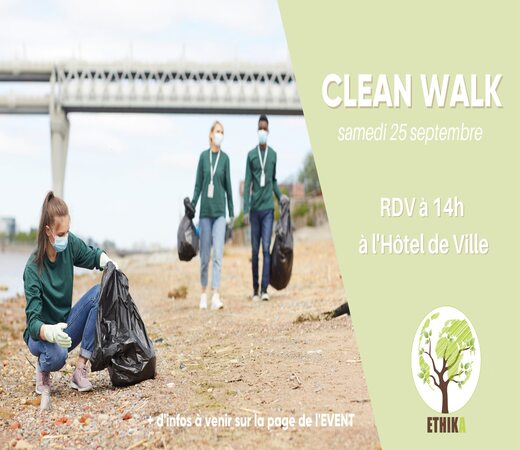 CLEAN WALK
samedi 25 septembre
RDV à 14h
à l'Hôtel de Ville
ETHIKA
+ d'infos à venir sur la page de l'EVENT